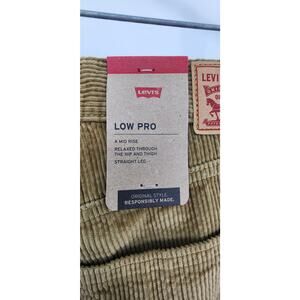 Levi's
LOW PRO
A MID RISE
RELAXED THROUGH
THE HIP AND THIGH
STRAIGHT LEG
ORIGINAL STYLE.
RESPONSIBLY MADE.
LEVI